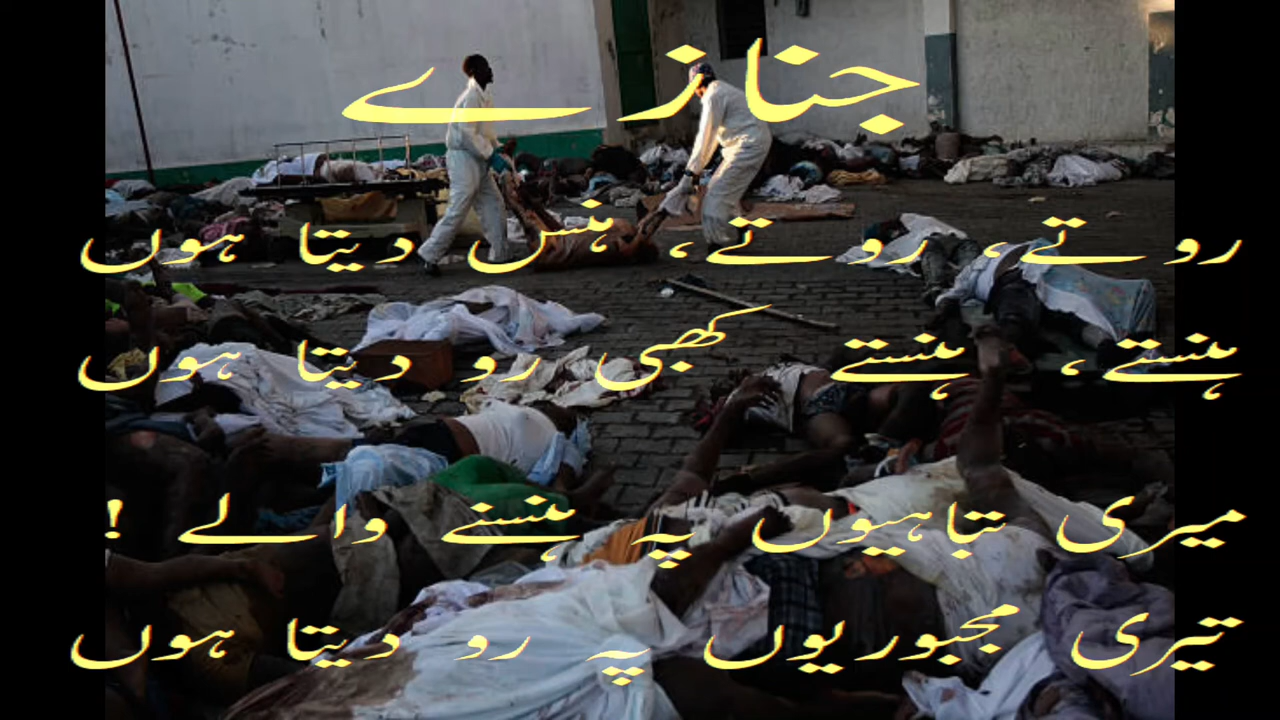 جنازے
روتے، روتے، ہنس دیتا ہوں
ہنستے، ہنستے کبھی رو دیتا ہوں
میری تباہیوں پہ ہنسنے والے !
تیری مجبوریوں پہ رو دیتا ہوں